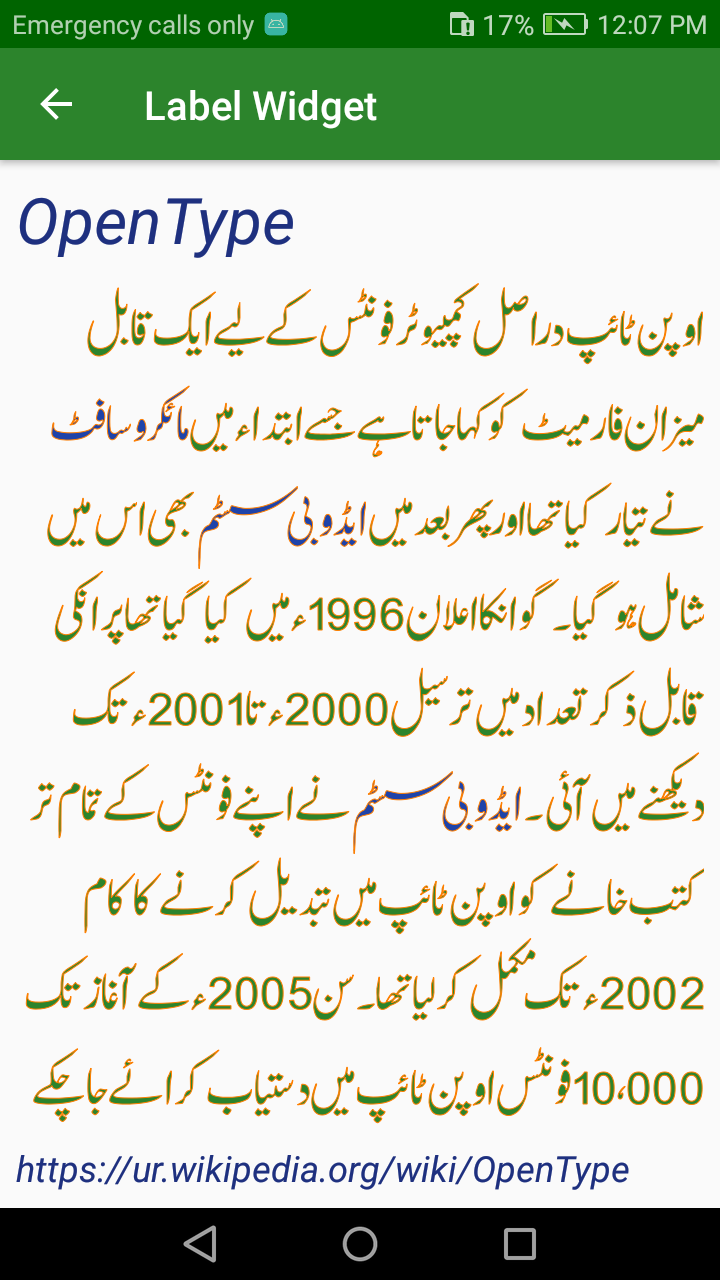 Emergency calls only 17% 12:07 PM
Label Widget
OpenType
اوپن ٹائپ دراصل کمپیوٹر فونٹس کے لیے ایک قابل
میزان فارمیٹ کو کہا جاتا ہے جسے ابتداء میں مائکروسافٹ
نے تیار کیا تھا اور پھر بعد میں ایڈوبی سسٹم بھی اس میں
شامل ہو گیا۔ گو انکا اعلان 1996ء میں کیا گیا تھا پر انکی
قابل ذکر تعداد میں ترسیل 2000ء تا 2001ء تک
دیکھنے میں آئی۔ ایڈوبی سسٹم نے اپنے فونٹس کے تمام تر
کتب خانے کو اوپن ٹائپ میں تبدیل کرنے کا کام
2002ء تک مکمل کر لیا تھا۔ سن 2005ء کے آغاز تک
10،000 فونٹس اوپن ٹائپ میں دستیاب کرائے جا چکے
https://ur.wikipedia.org/wiki/OpenType